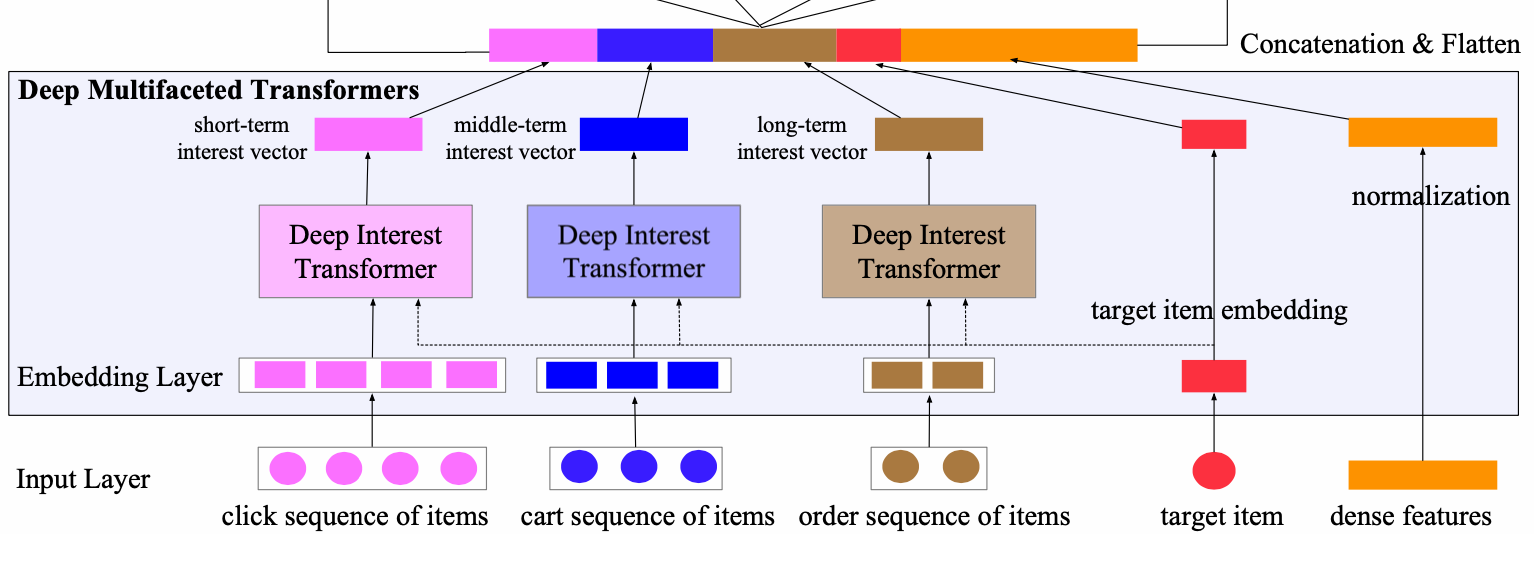 Concatenation & Flatten
Deep Multifaceted Transformers
short-term
interest vector
middle-term
interest vector
long-term
interest vector
normalization
Deep Interest
Transformer
Deep Interest
Transformer
Deep Interest
Transformer
target item embedding
Embedding Layer
Input Layer
click sequence of items
cart sequence of items
order sequence of items
target item
dense features